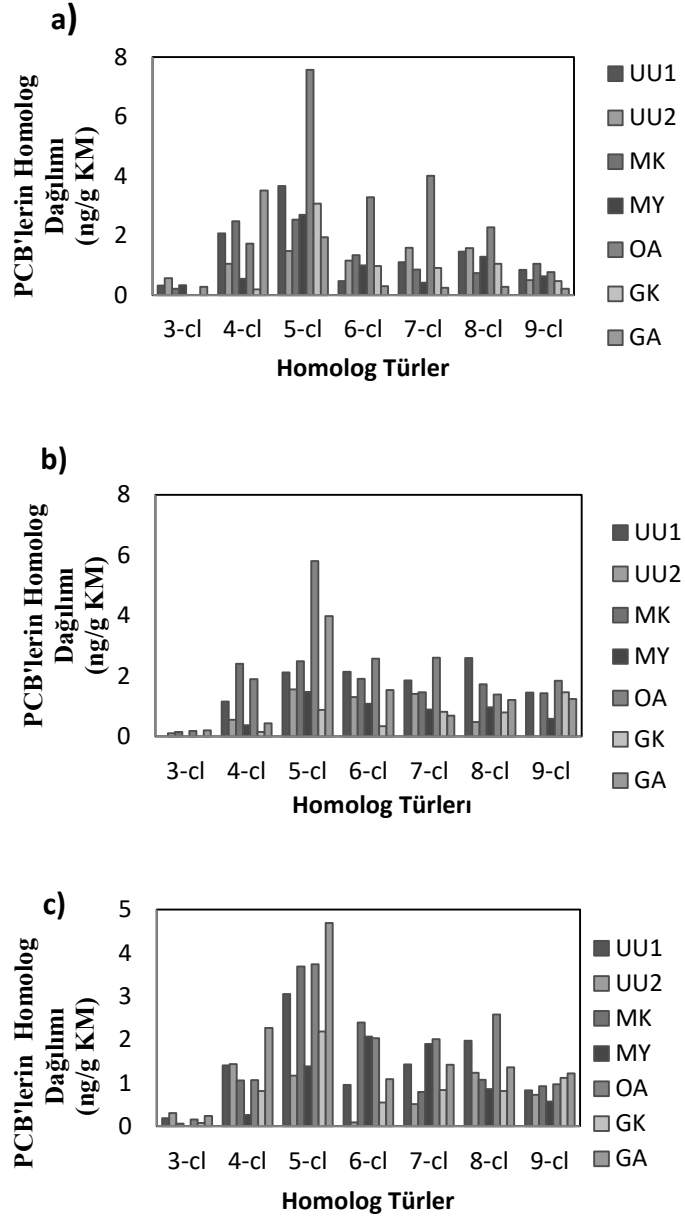 a)
PCB'lerin Homolog
Dağılımı
(ng/g KM)
8
6
4
2
0
3-cl 4-cl 5-cl 6-cl 7-cl 8-cl 9-cl
Homolog Türler
UU1
UU2
MK
MY
OA
GK
GA
b)
PCB'lerin Homolog
Dağılımı
(ng/g KM)
8
6
4
2
0
3-cl 4-cl 5-cl 6-cl 7-cl 8-cl 9-cl
Homolog Türlerı
UU1
UU2
MK
MY
OA
GK
GA
c)
PCB'lerin Homolog
Dağılımı
(ng/g KM)
5
4
3
2
1
0
3-cl 4-cl 5-cl 6-cl 7-cl 8-cl 9-cl
Homolog Türler
UU1
UU2
MK
MY
OA
GK
GA